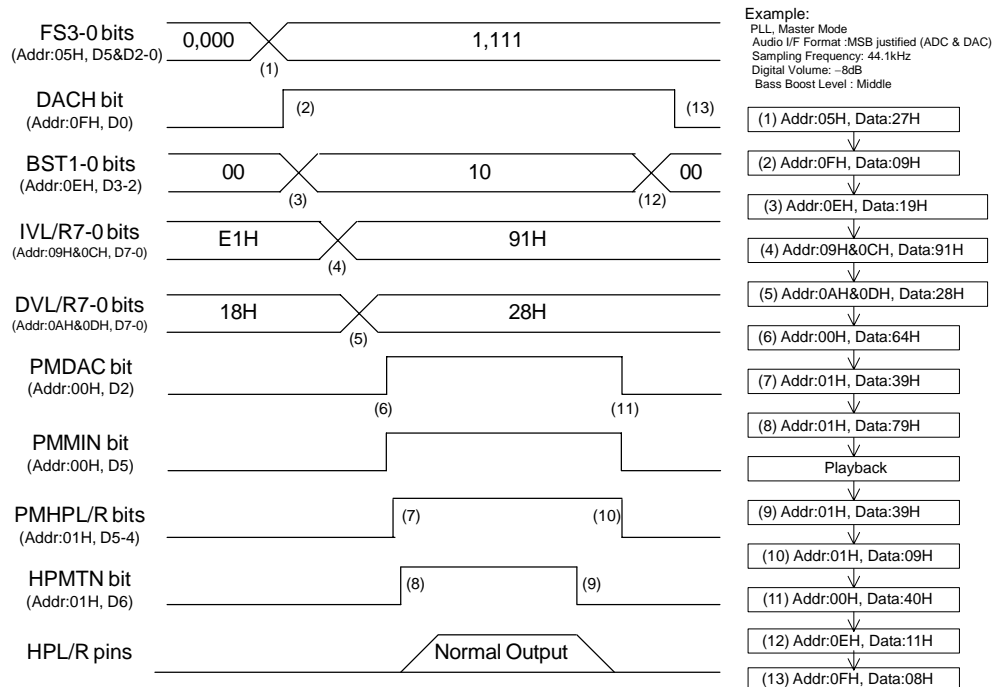 FS3-0 bits
(Addr:05H, D5&D2-0)
0,000
1,111
(1)
DACH bit
(Addr:0FH, D0)
(2)
(13)
BST1-0 bits
(Addr:0EH, D3-2)
00
10
00
(3)
(12)
IVL/R7-0 bits
(Addr:09H&0CH, D7-0)
E1H
91H
(4)
DVL/R7-0 bits
(Addr:0AH&0DH, D7-0)
18H
28H
(5)
PMDAC bit
(Addr:00H, D2)
(6)
(11)
PMMIN bit
(Addr:00H, D5)
PMHPL/R bits
(Addr:01H, D5-4)
(7)
(10)
HPMTN bit
(Addr:01H, D6)
(8)
(9)
HPL/R pins
Normal Output
Example:
PLL, Master Mode
Audio I/F Format :MSB justified (ADC & DAC)
Sampling Frequency: 44.1kHz
Digital Volume: −8dB
Bass Boost Level : Middle
(1) Addr:05H, Data:27H
(2) Addr:0FH, Data:09H
(3) Addr:0EH, Data:19H
(4) Addr:09H&0CH, Data:91H
(5) Addr:0AH&0DH, Data:28H
(6) Addr:00H, Data:64H
(7) Addr:01H, Data:39H
(8) Addr:01H, Data:79H
Playback
(9) Addr:01H, Data:39H
(10) Addr:01H, Data:09H
(11) Addr:00H, Data:40H
(12) Addr:0EH, Data:11H
(13) Addr:0FH, Data:08H